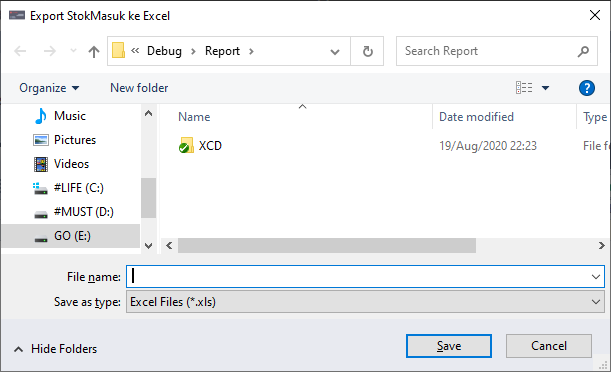 Export StokMasuk ke Excel
« Debug › Report ›
Search Report
Organize
New folder
Name
Date modified
Type
Music
Pictures
Videos
#LIFE (C:)
#MUST (D:)
GO (E:)
XCD
19/Aug/2020 22:23
File fo
File name:
Save as type:
Excel Files (*.xls)
Hide Folders
Save
Cancel